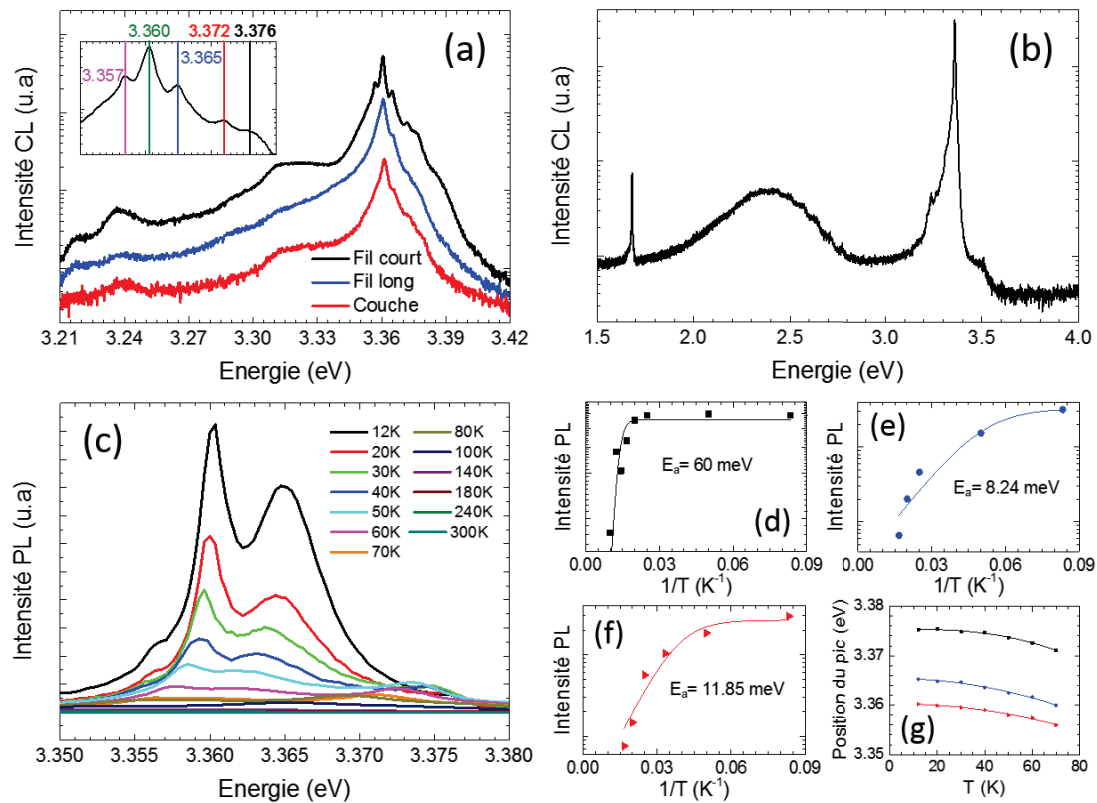 (a)
3.360
3.372
3.376
3.357
3.365
Intensité CL (u.a)
Fil court
Fil long
Couche
3.21
3.24
3.27
3.30
3.33
3.36
3.39
3.42
Energie (eV)
(b)
Intensité CL (u.a)
1.5
2.0
2.5
3.0
3.5
4.0
Energie (eV)
(c)
Intensité PL (u.a)
12K
20K
30K
40K
50K
60K
70K
80K
100K
140K
180K
240K
300K
3.350
3.355
3.360
3.365
3.370
3.375
3.380
Energie (eV)
Intensité PL
Eₐ= 60 meV
(d)
0.00
0.03
0.06
0.09
1/T (K⁻¹)
Intensité PL
(e)
Eₐ= 8.24 meV
0.00
0.03
0.06
0.09
1/T (K⁻¹)
Intensité PL
(f)
Eₐ= 11.85 meV
0.00
0.03
0.06
0.09
1/T (K⁻¹)
Position du pic (eV)
3.38
3.37
3.36
3.35
(g)
0
20
40
60
80
T (K)